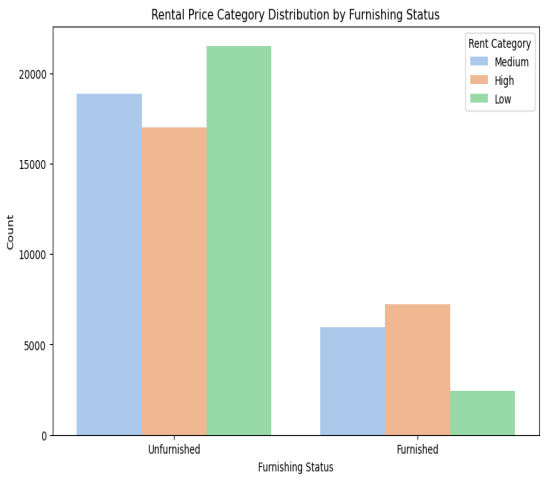 Rental Price Category Distribution by Furnishing Status
Rent Category
Medium
High
Low
Count
20000
15000
10000
5000
0
Unfurnished
Furnished
Furnishing Status